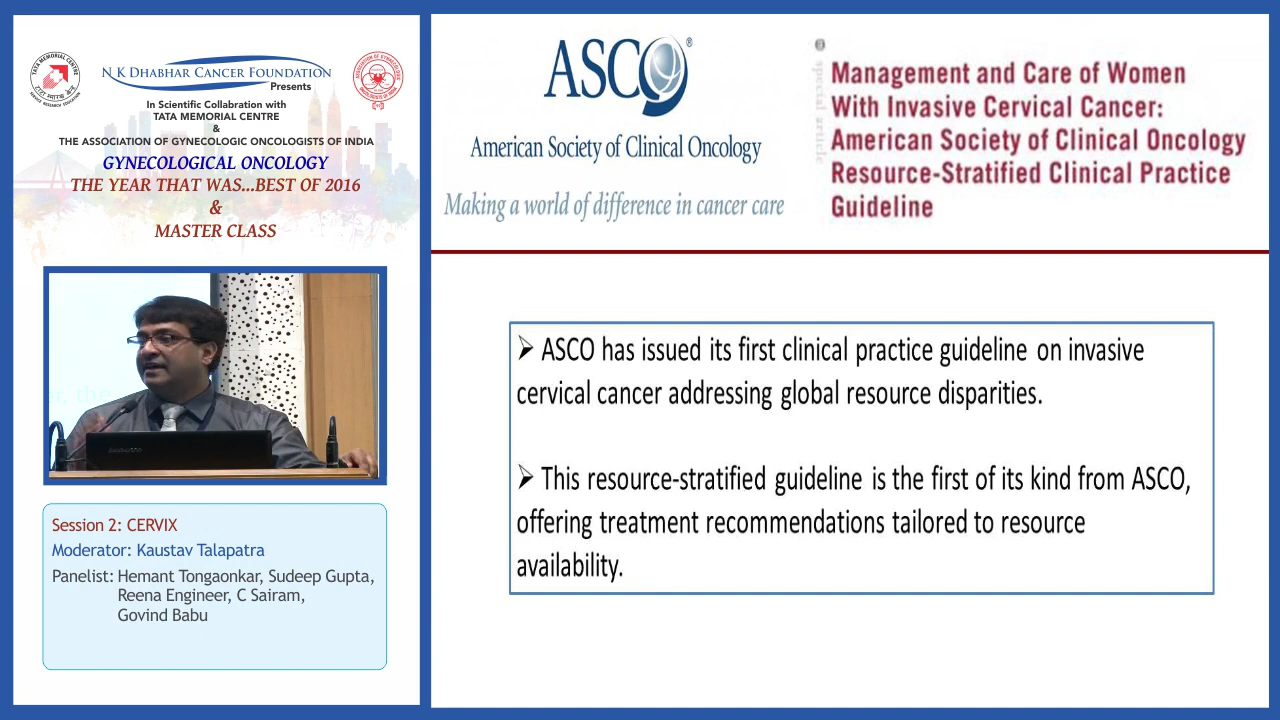 N K DHABHAR CANCER FOUNDATION
Presents
In Scientific Collabration with
TATA MEMORIAL CENTRE
&
THE ASSOCIATION OF GYNECOLOGIC ONCOLOGISTS OF INDIA
GYNECOLOGICAL ONCOLOGY
THE YEAR THAT WAS...BEST OF 2016
&
MASTER CLASS
Session 2: CERVIX
Moderator: Kaustav Talapatra
Panelist: Hemant Tongaonkar, Sudeep Gupta,
Reena Engineer, C Sairam,
Govind Babu
ASCO®
American Society of Clinical Oncology
Making a world of difference in cancer care
special article
Management and Care of Women
With Invasive Cervical Cancer:
American Society of Clinical Oncology
Resource-Stratified Clinical Practice
Guideline
➢ ASCO has issued its first clinical practice guideline on invasive
cervical cancer addressing global resource disparities.
➢ This resource-stratified guideline is the first of its kind from ASCO,
offering treatment recommendations tailored to resource
availability.